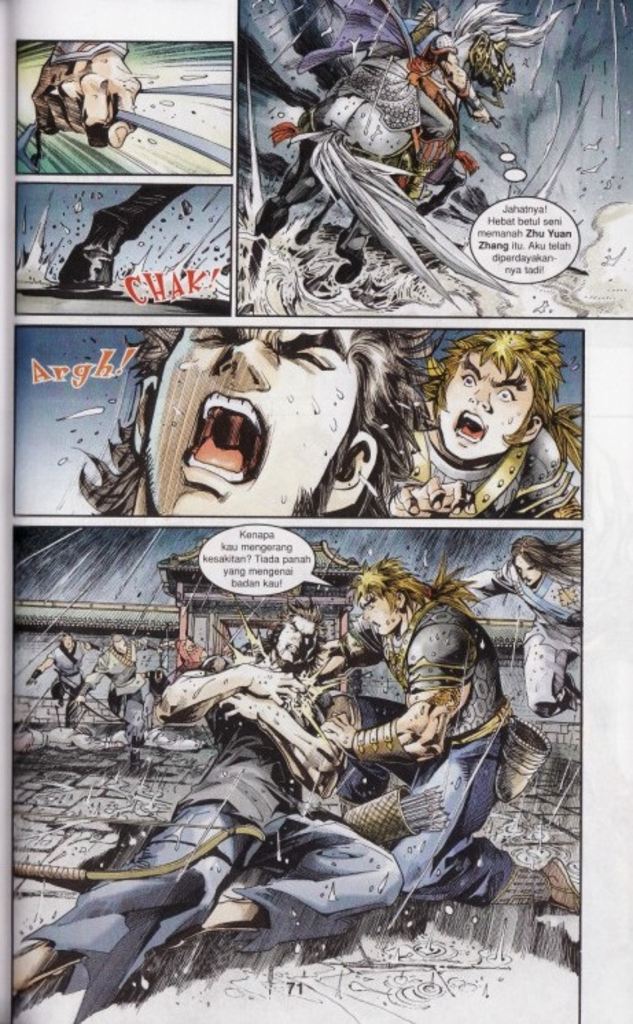 CHAK!
Jahatnya!
Hebat betul seni
memanah Zhu Yuan
Zhang itu. Aku telah
diperdayakan-
nya tadi!
Argh!
Kenapa
kau mengerang
kesakitan? Tiada panah
yang mengenai
badan kau!
71